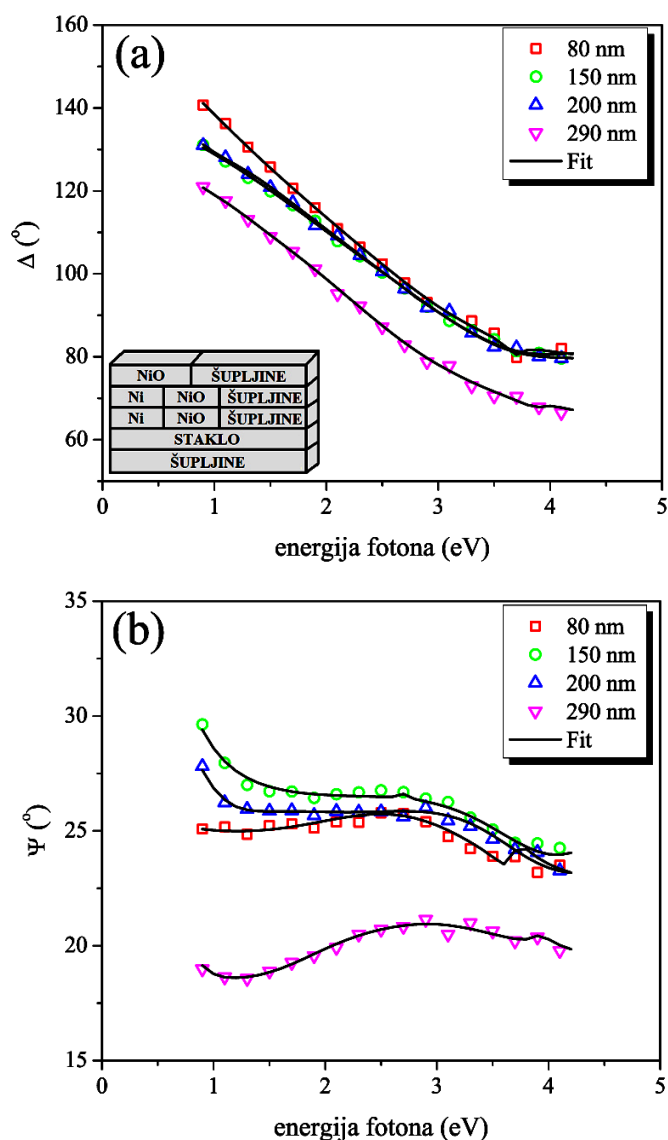 (a)
80 nm
150 nm
200 nm
290 nm
Fit
160
140
120
100
80
60
Δ (°)
NiO ŠUPLJINE
Ni NiO ŠUPLJINE
Ni NiO ŠUPLJINE
STAKLO
ŠUPLJINE
0 1 2 3 4 5
energija fotona (eV)
(b)
80 nm
150 nm
200 nm
290 nm
Fit
35
30
25
20
15
Ψ (°)
0 1 2 3 4 5
energija fotona (eV)